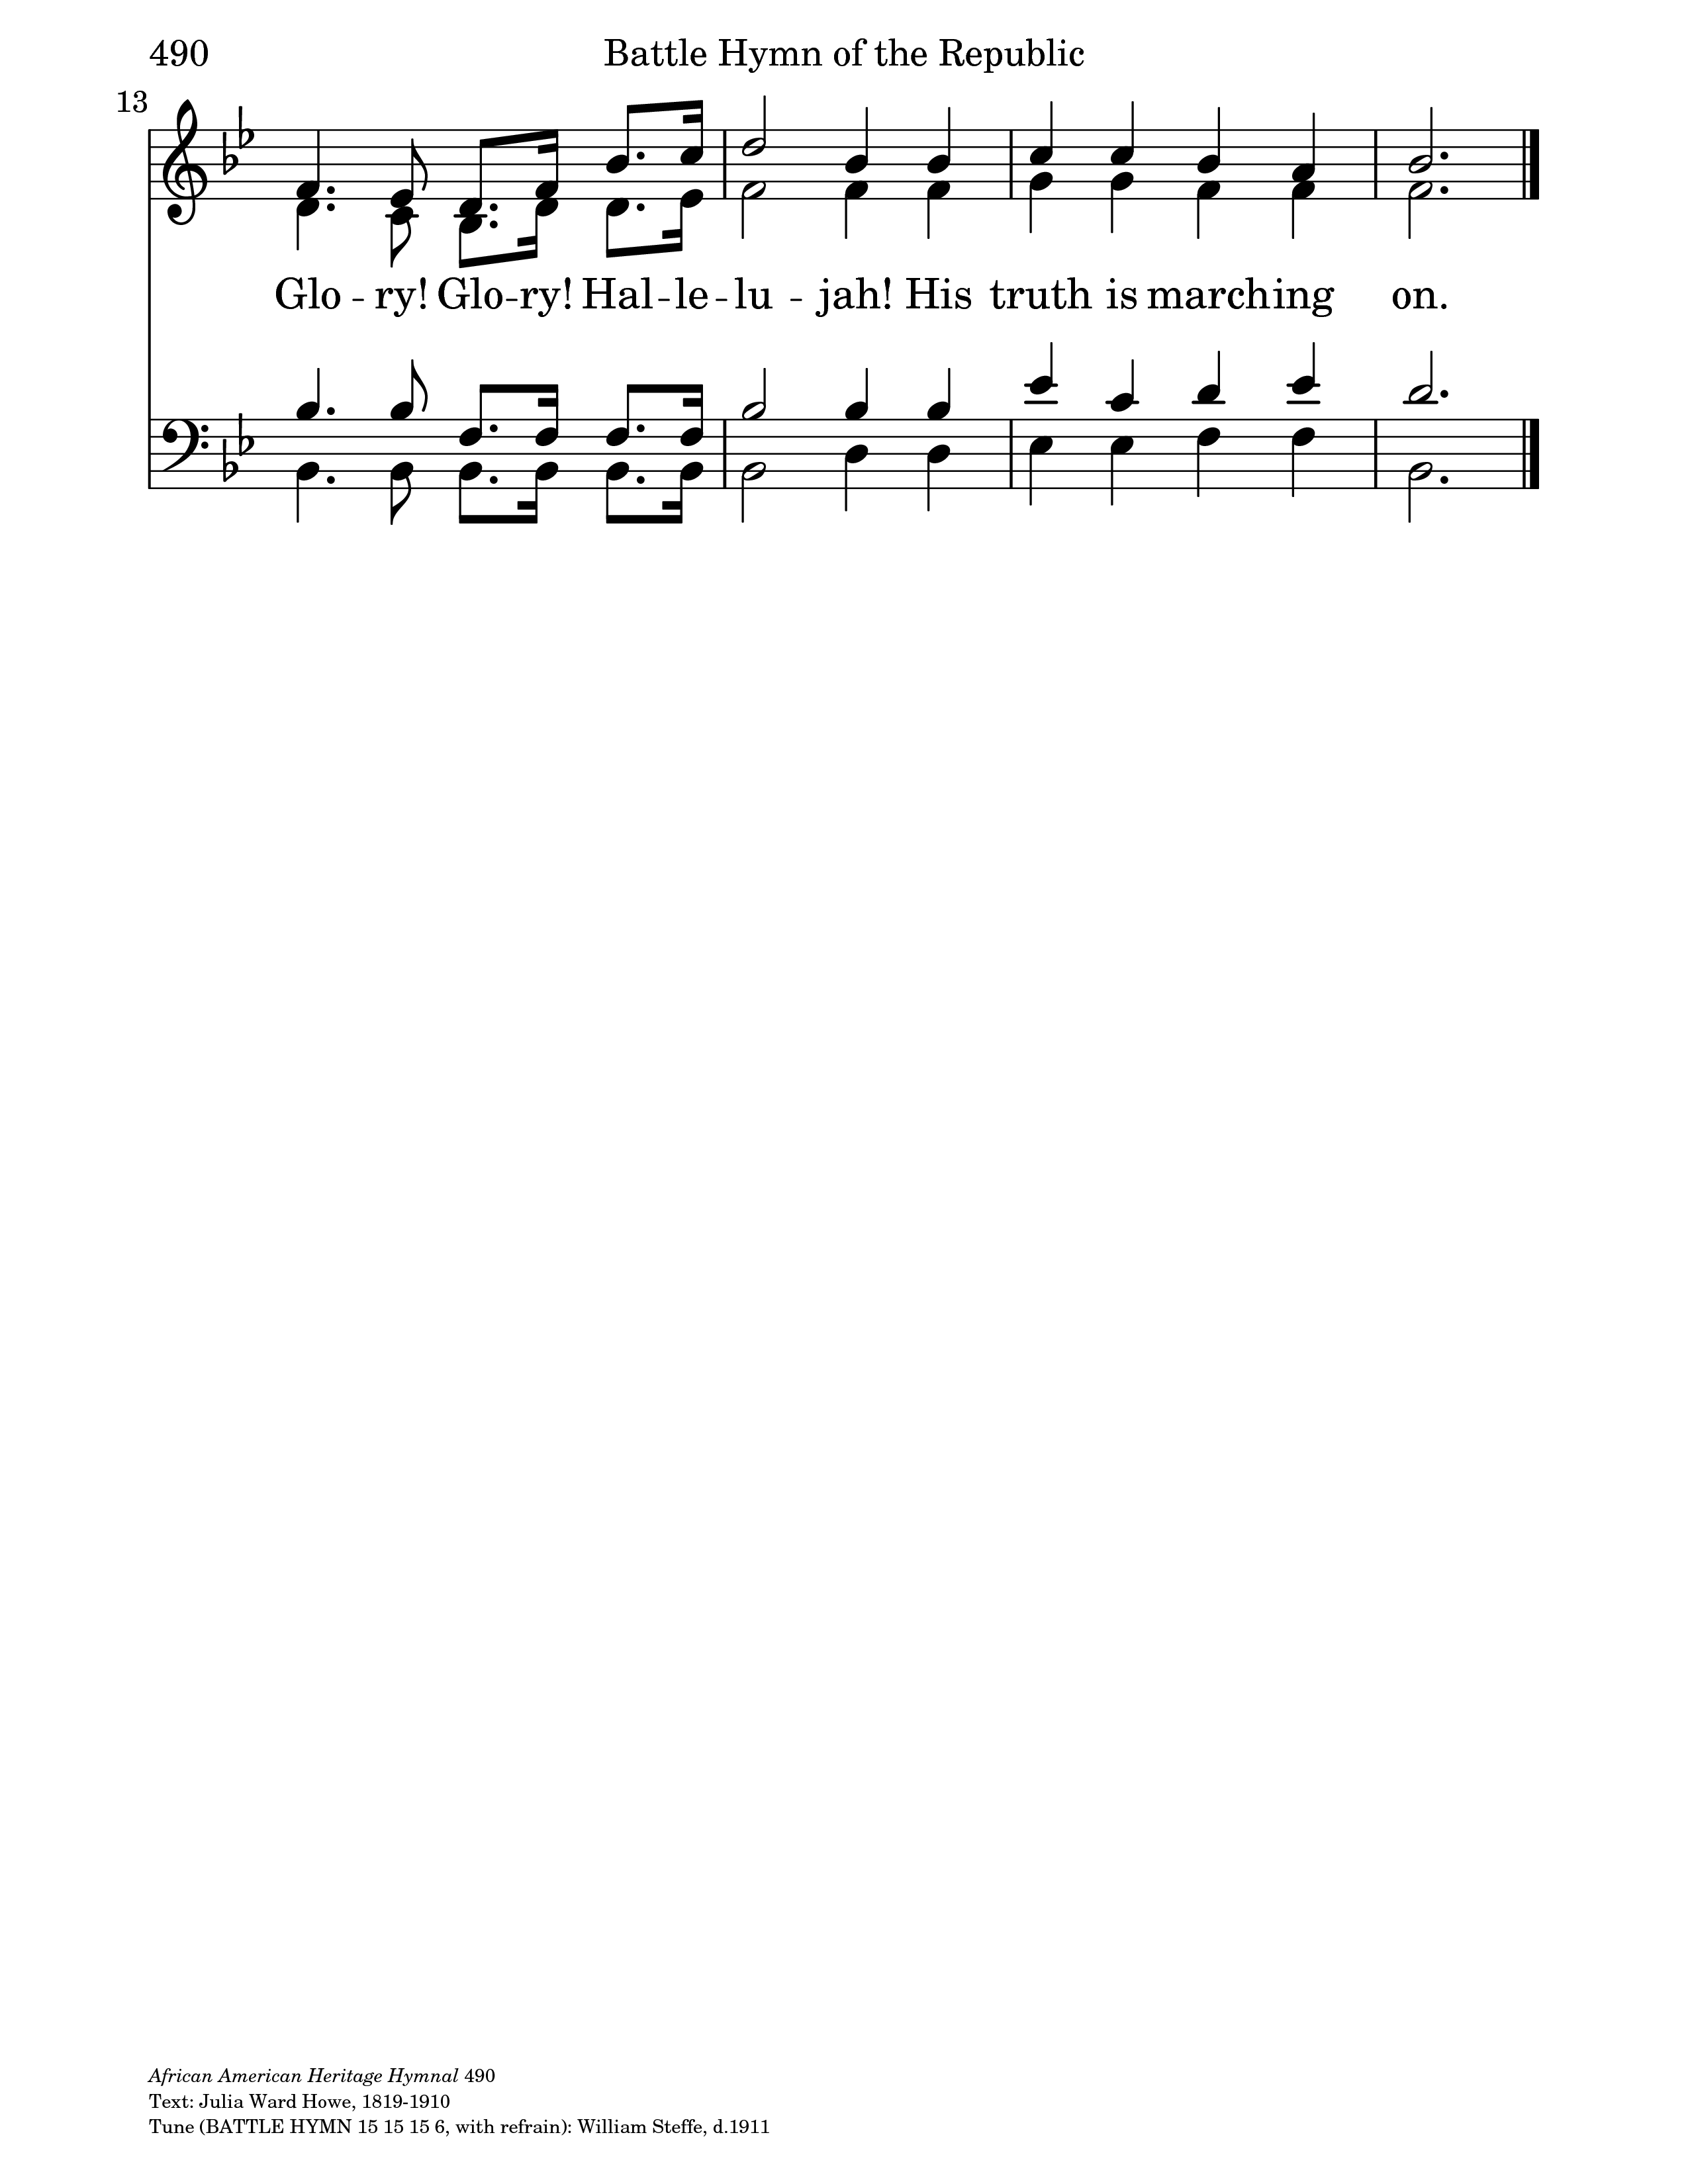 490 Battle Hymn of the Republic
13
Glo - ry! Glo - ry! Hal - le - lu - jah! His truth is marching on.
African American Heritage Hymnal 490
Text: Julia Ward Howe, 1819-1910
Tune (BATTLE HYMN 15 15 15 6, with refrain): William Steffe, d.1911